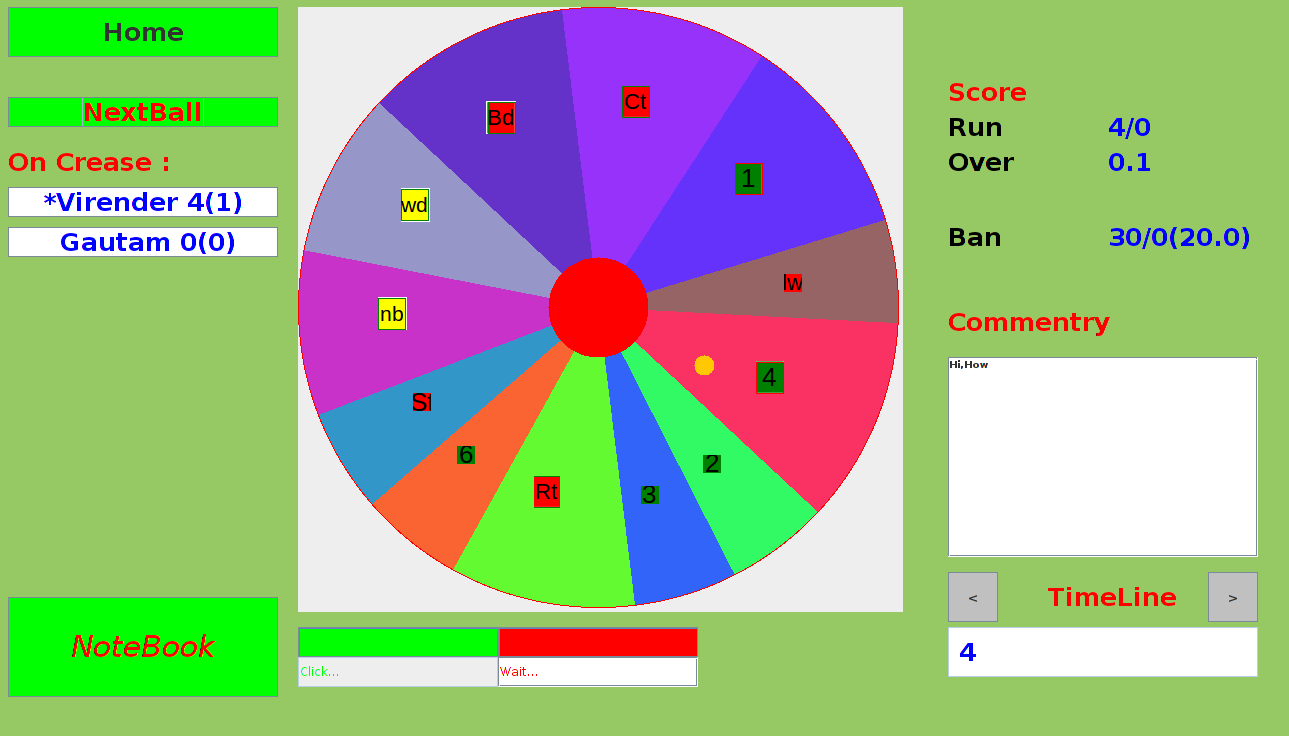 Home
NextBall
On Crease :
*Virender 4(1)
Gautam 0(0)
NoteBook
Ct
Bd
1
wd
lw
nb
4
Sl
6
2
Rt
3
Click...
Wait...
Score
Run 4/0
Over 0.1
Ban 30/0(20.0)
Commentry
Hi,How
< TimeLine >
4